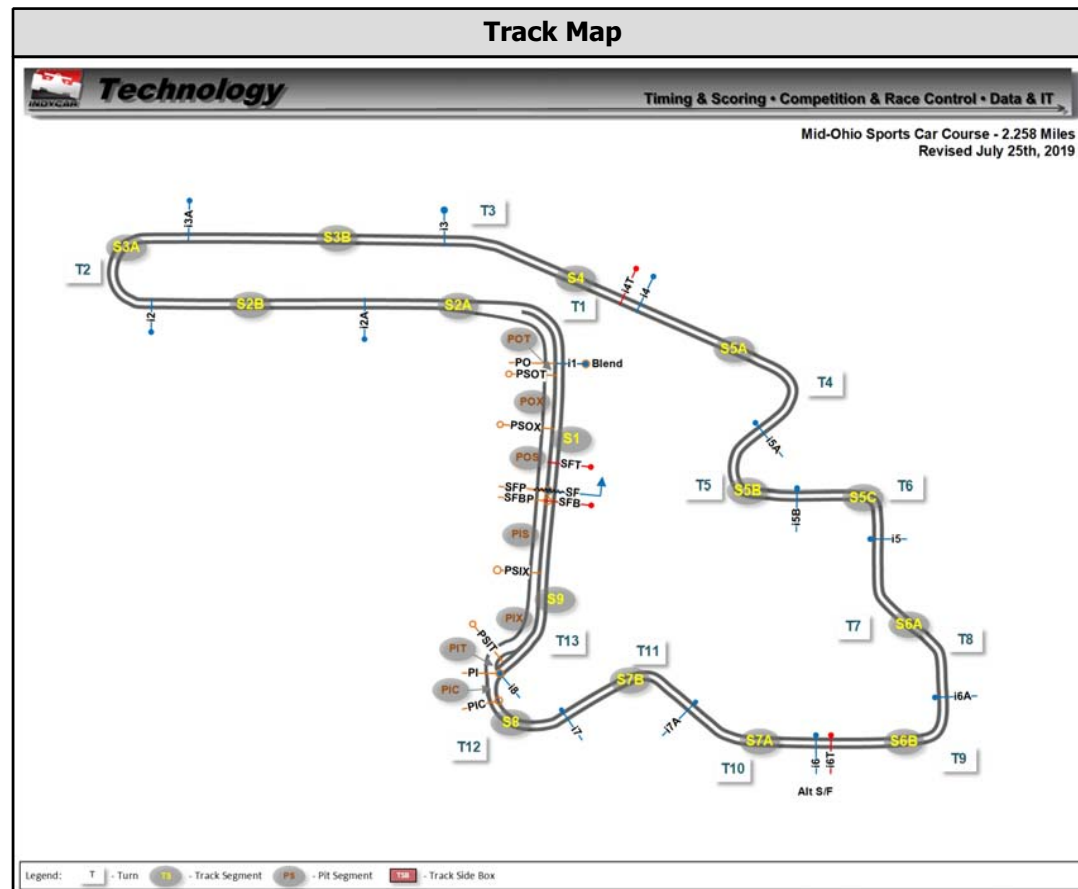 Track Map
INDYCAR
Technology
Timing & Scoring • Competition & Race Control • Data & IT
Mid-Ohio Sports Car Course - 2.258 Miles
Revised July 25th, 2019
i3A
i3
T3
S3A
S3B
T2
S4
i4T
i4
T1
i2
S2B
i2A
S2A
POT
PO
i1
Blend
PSOT
S5A
T4
POX
PSOX
S1
i5A
POS
SFT
SFP
SF
SFBP
SFB
T5
S5B
i5B
S5C
T6
PIS
i5
PSIX
S9
PIX
T7
S6A
T8
PSIT
T13
PIT
PI
i8
T11
S7B
PIC
PIC
i7A
i6A
T12
S8
i7
T10
S7A
i6
i6T
S6B
T9
Alt S/F
Legend: T - Turn TS - Track Segment PS - Pit Segment TSB - Track Side Box